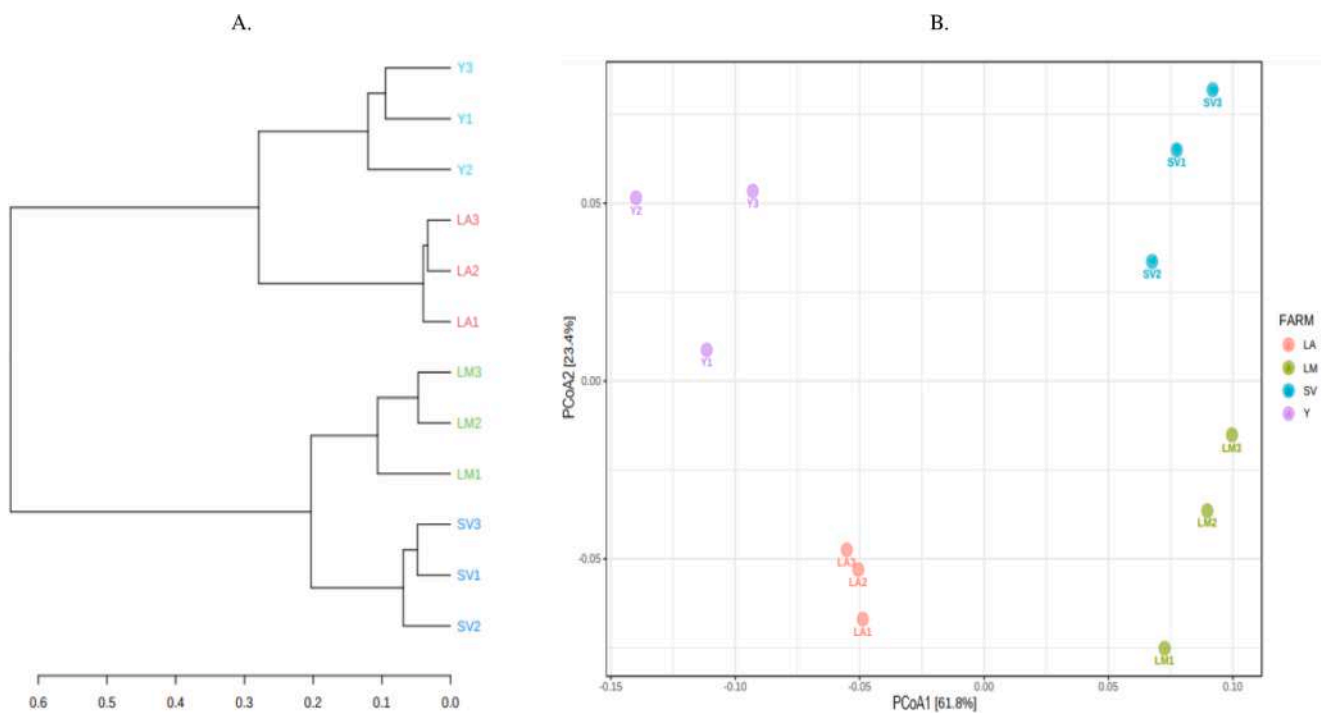 A.
Y3
Y1
Y2
LA3
LA2
LA1
LM3
LM2
LM1
SV3
SV1
SV2
0.6 0.5 0.4 0.3 0.2 0.1 0.0
B.
SV3
SV1
Y2 Y3
SV2
Y1
LM3
LM2
LA3
LA2
LA1
LM1
0.05
0.00
-0.05
PCoA2 [23.4%]
-0.15 -0.10 -0.05 0.00 0.05 0.10
PCoA1 [61.8%]
FARM
LA
LM
SV
Y